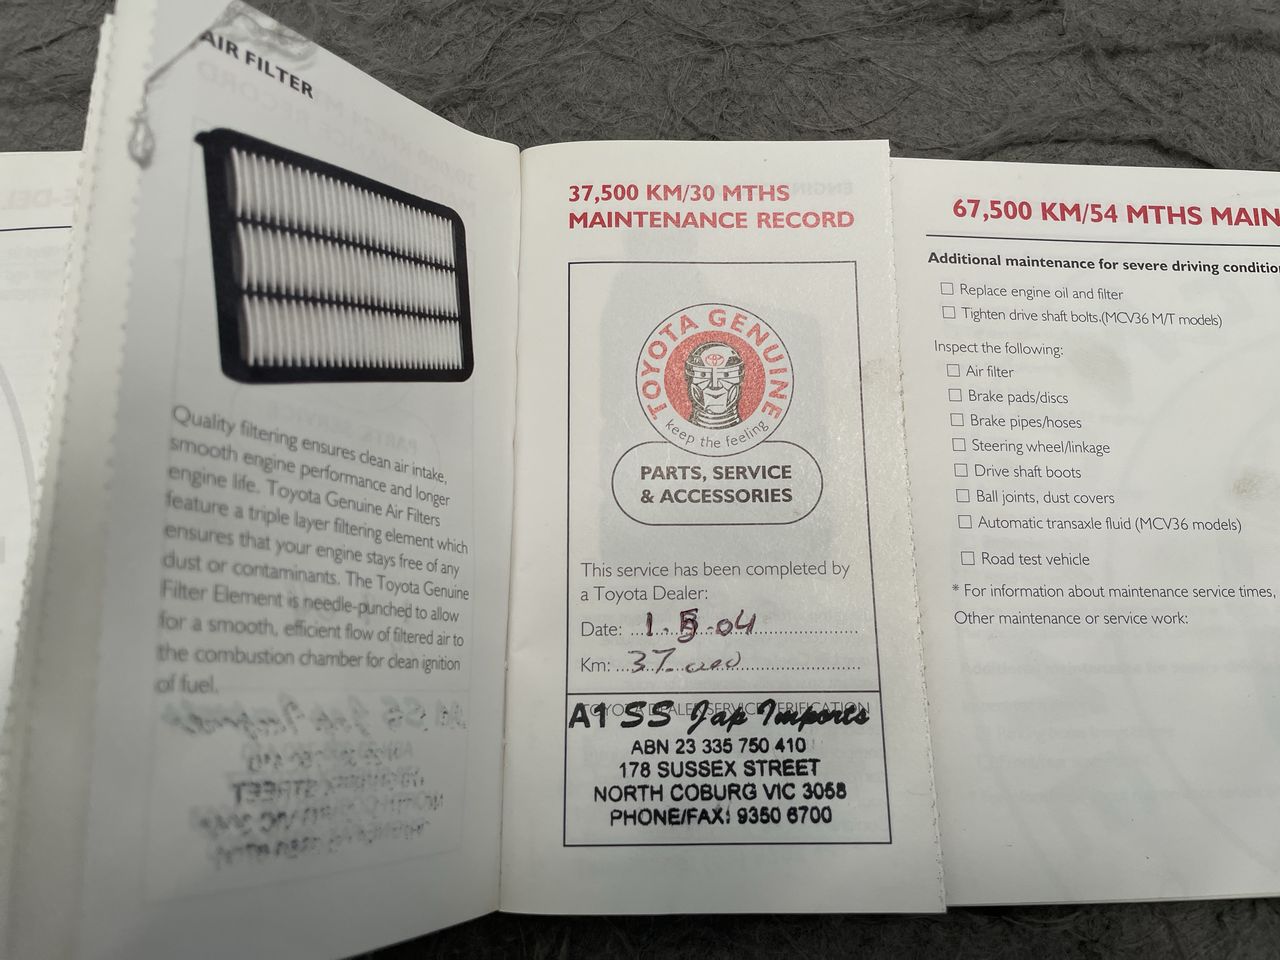 AIR FILTER
Quality filtering ensures clean air intake,
smooth engine performance and longer
engine life. Toyota Genuine Air Filters
feature a triple layer filtering element which
ensures that your engine stays free of any
dust or contaminants. The Toyota Genuine
Filter Element is needle-punched to allow
for a smooth, efficient flow of filtered air to
the combustion chamber for clean ignition
of fuel.
37,500 KM/30 MTHS
MAINTENANCE RECORD
TOYOTA GENUINE
keep the feeling
PARTS, SERVICE
& ACCESSORIES
This service has been completed by
a Toyota Dealer:
Date: 1.5.04
Km: 37.000
TOYOTA DEALER SERVICE VERIFICATION
A1 SS Jap Imports
ABN 23 335 750 410
178 SUSSEX STREET
NORTH COBURG VIC 3058
PHONE/FAX: 9350 6700
67,500 KM/54 MTHS MAIN
Additional maintenance for severe driving conditio
Replace engine oil and filter
Tighten drive shaft bolts.(MCV36 M/T models)
Inspect the following:
Air filter
Brake pads/discs
Brake pipes/hoses
Steering wheel/linkage
Drive shaft boots
Ball joints, dust covers
Automatic transaxle fluid (MCV36 models)
Road test vehicle
* For information about maintenance service times,
Other maintenance or service work: